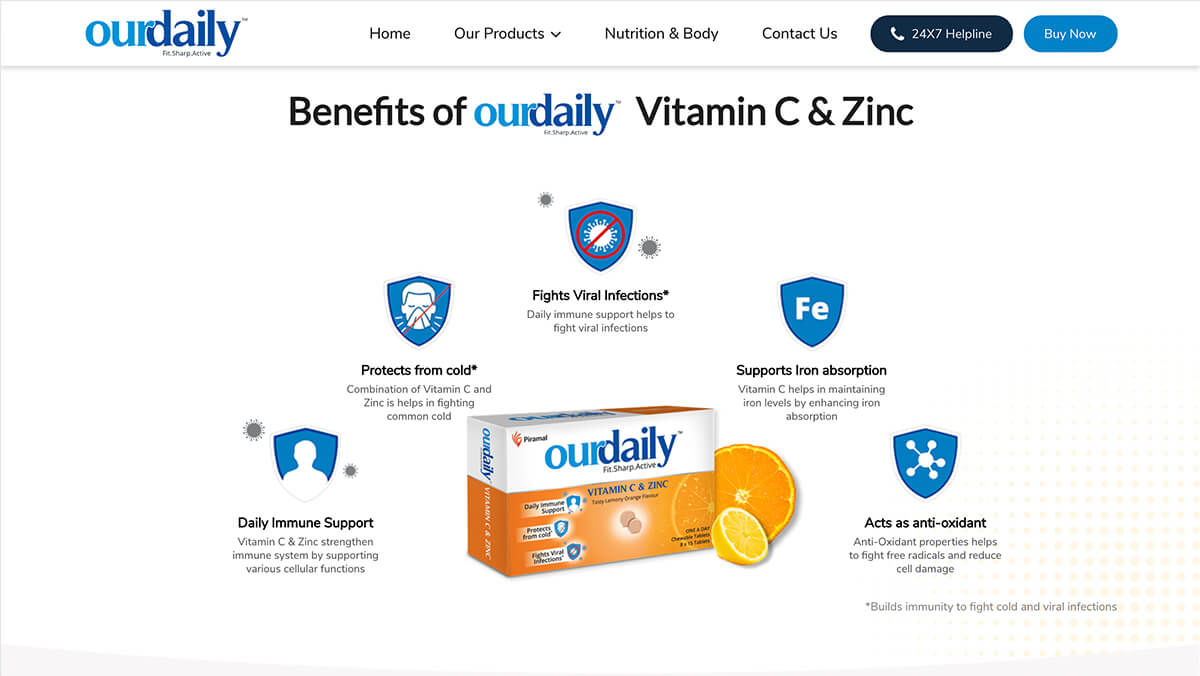 ourdaily™
Fit.Sharp.Active
Home
Our Products
Nutrition & Body
Contact Us
24X7 Helpline
Buy Now
Benefits of ourdaily™ Vitamin C & Zinc
Fit.Sharp.Active
Fights Viral Infections*
Daily immune support helps to
fight viral infections
Protects from cold*
Combination of Vitamin C and
Zinc is helps in fighting
common cold
Fe
Supports Iron absorption
Vitamin C helps in maintaining
iron levels by enhancing iron
absorption
Daily Immune Support
Vitamin C & Zinc strengthen
immune system by supporting
various cellular functions
Piramal
ourdaily™
Fit.Sharp.Active
VITAMIN C & ZINC
Tasty Lemony Orange Flavour
Daily Immune
Support
Protects
from cold*
Fights Viral
Infections*
ONE A DAY
Chewable Tablets
8 x 15 Tablets
ourdaily
VITAMIN C & ZINC
Acts as anti-oxidant
Anti-Oxidant properties helps
to fight free radicals and reduce
cell damage
*Builds immunity to fight cold and viral infections